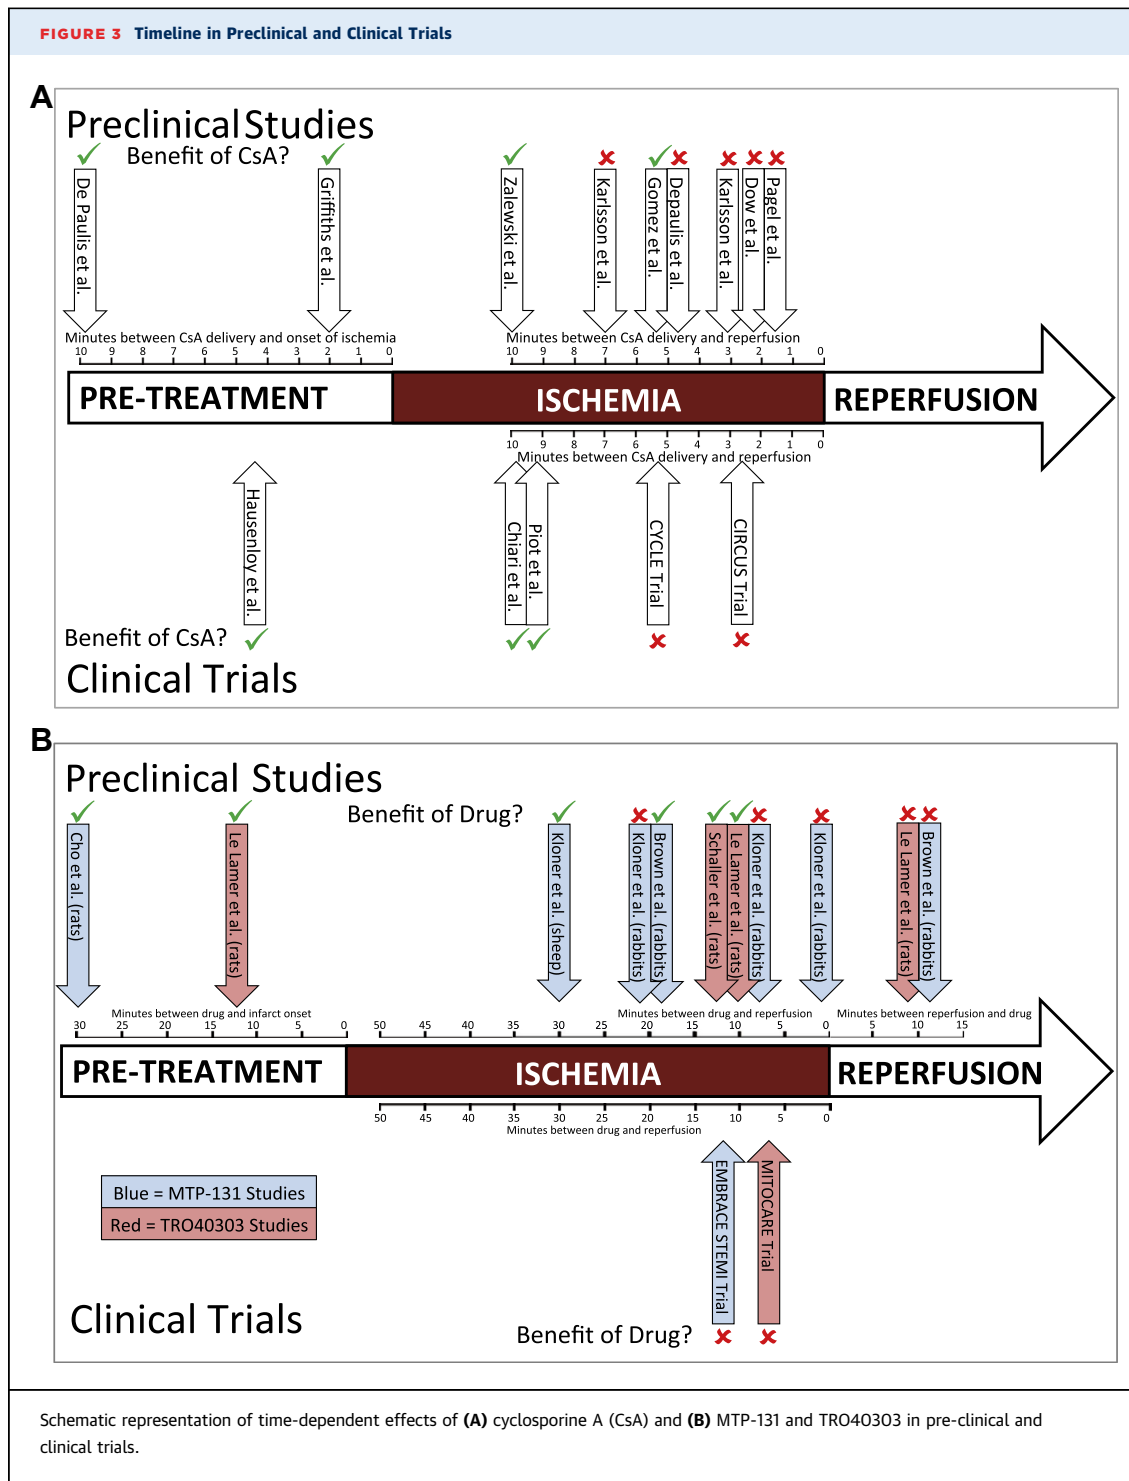 FIGURE 3 Timeline in Preclinical and Clinical Trials
A
Preclinical Studies
Benefit of CsA?
De Paulis et al.
Griffiths et al.
Zalewski et al.
Karlsson et al.
Gomez et al.
Depaulis et al.
Karlsson et al.
Dow et al.
Pagel et al.
Minutes between CsA delivery and onset of ischemia
Minutes between CsA delivery and reperfusion
10 9 8 7 6 5 4 3 2 1 0
10 9 8 7 6 5 4 3 2 1 0
PRE-TREATMENT
ISCHEMIA
REPERFUSION
10 9 8 7 6 5 4 3 2 1 0
Minutes between CsA delivery and reperfusion
Hausenloy et al.
Chiari et al.
Piot et al.
CYCLE Trial
CIRCUS Trial
Benefit of CsA?
Clinical Trials
B
Preclinical Studies
Benefit of Drug?
Cho et al. (rats)
Le Lamer et al. (rats)
Kloner et al. (sheep)
Kloner et al. (rabbits)
Brown et al. (rabbits)
Schaller et al. (rats)
Le Lamer et al. (rats)
Kloner et al. (rabbits)
Kloner et al. (rabbits)
Le Lamer et al. (rats)
Brown et al. (rabbits)
Minutes between drug and infarct onset
Minutes between drug and reperfusion
Minutes between reperfusion and drug
30 25 20 15 10 5 0
50 45 40 35 30 25 20 15 10 5 0
5 10 15
PRE-TREATMENT
ISCHEMIA
REPERFUSION
50 45 40 35 30 25 20 15 10 5 0
Minutes between drug and reperfusion
EMBRACE STEMI Trial
MITOCARE Trial
Blue = MTP-131 Studies
Red = TRO40303 Studies
Clinical Trials
Benefit of Drug?
Schematic representation of time-dependent effects of (A) cyclosporine A (CsA) and (B) MTP-131 and TRO40303 in pre-clinical and
clinical trials.